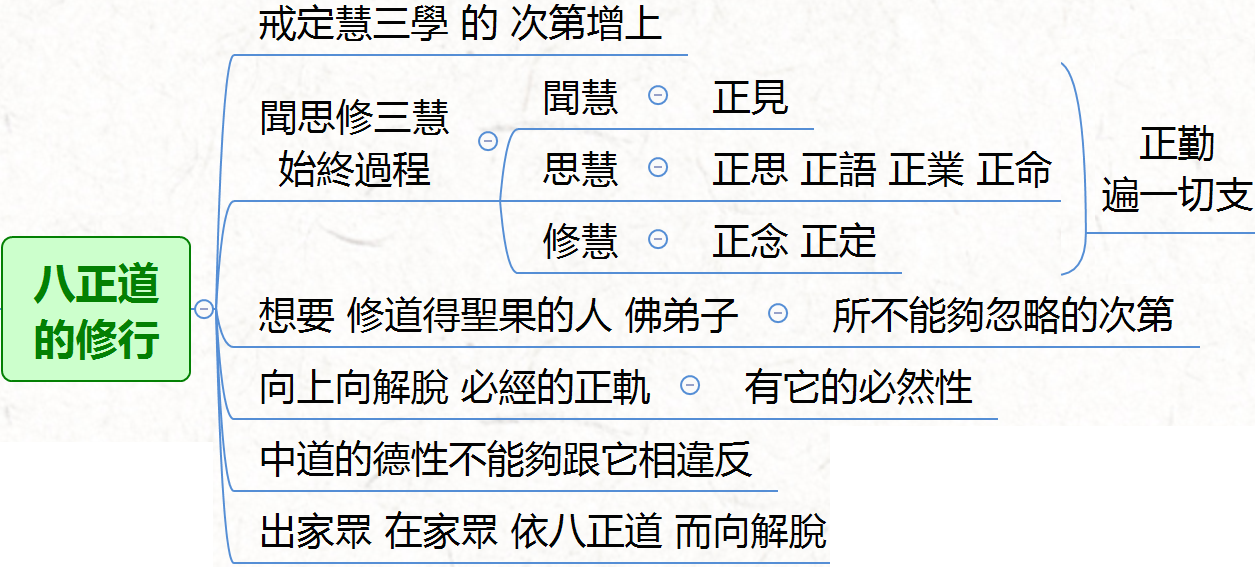 八正道
的修行
戒定慧三學 的 次第增上
聞思修三慧
始終過程
聞慧 正見
思慧 正思 正語 正業 正命
修慧 正念 正定
正勤
遍一切支
想要 修道得聖果的人 佛弟子 所不能夠忽略的次第
向上向解脫 必經的正軌 有它的必然性
中道的德性不能夠跟它相違反
出家眾 在家眾 依八正道 而向解脫